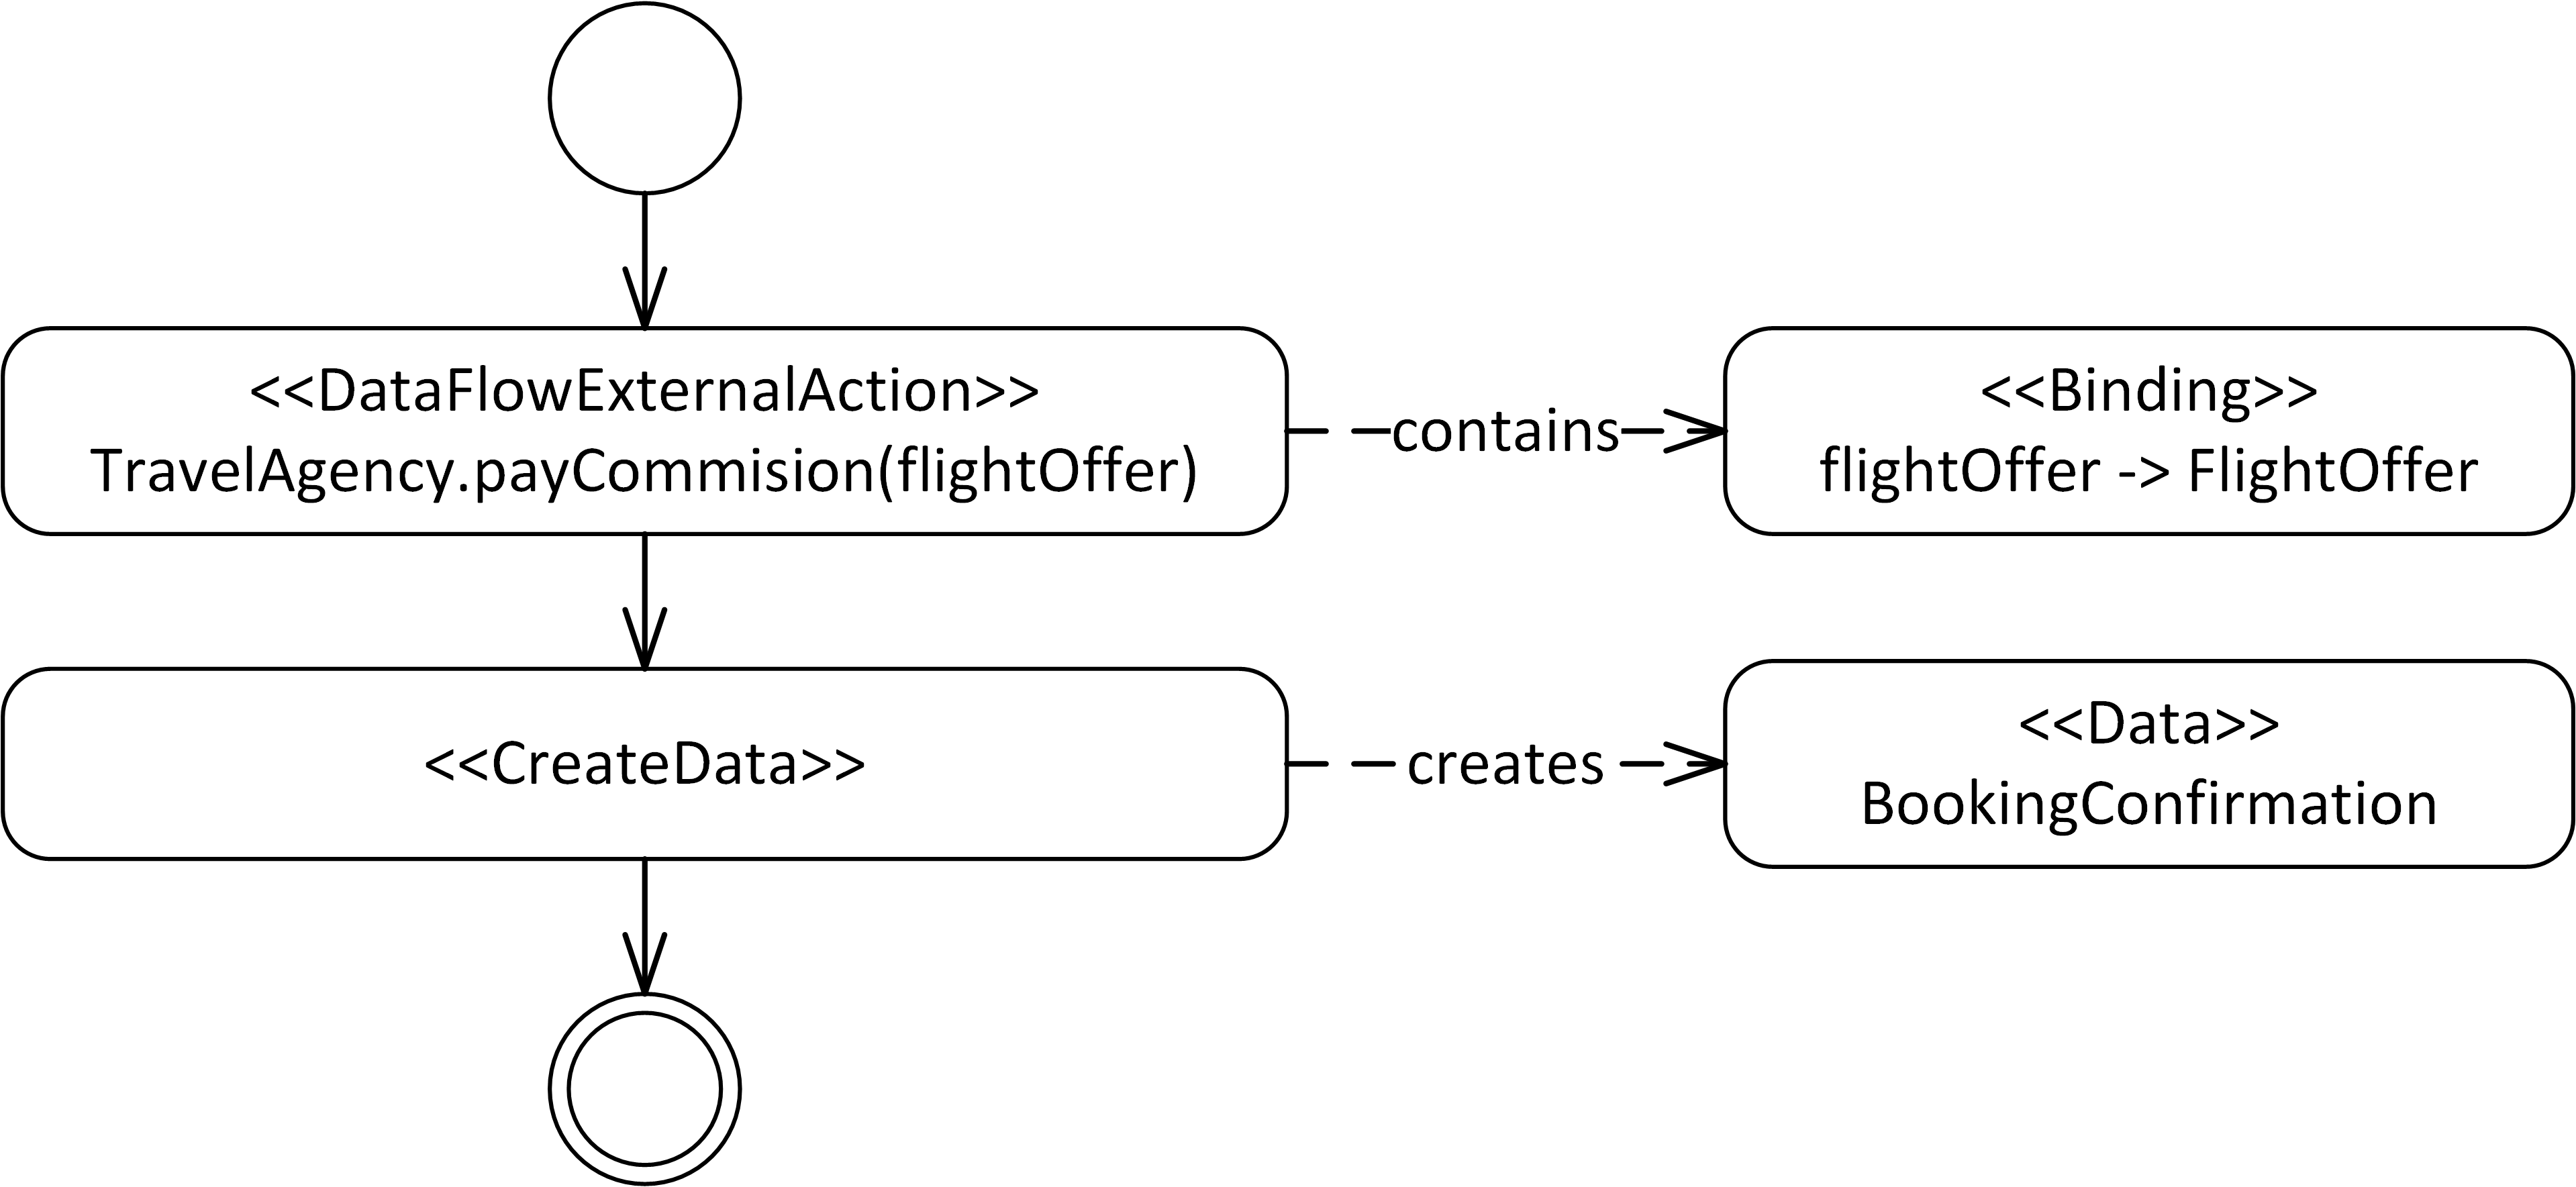 <<DataFlowExternalAction>>
TravelAgency.payCommision(flightOffer)
contains
<<Binding>>
flightOffer -> FlightOffer
<<CreateData>>
creates
<<Data>>
BookingConfirmation